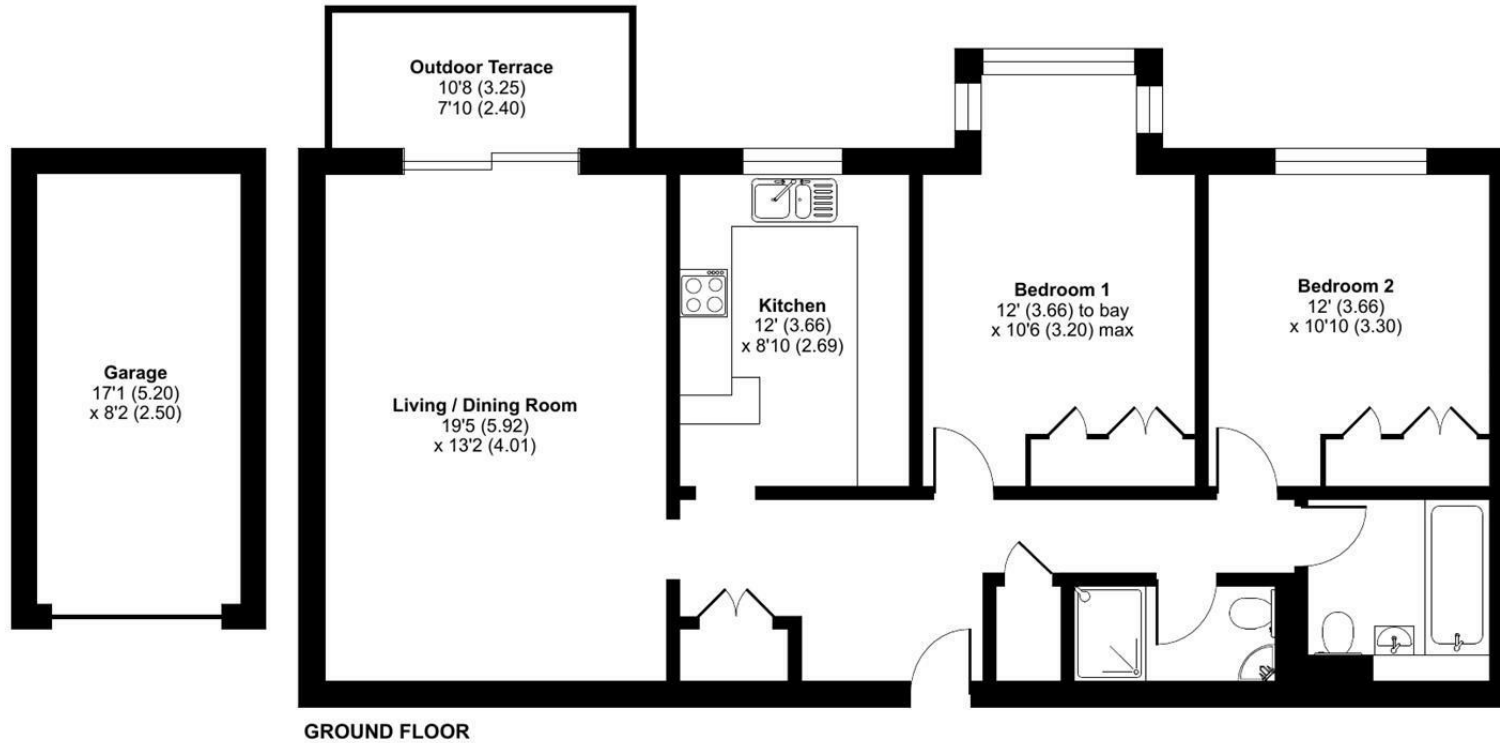 Outdoor Terrace
10'8 (3.25)
7'10 (2.40)
Garage
17'1 (5.20)
x 8'2 (2.50)
Living / Dining Room
19'5 (5.92)
x 13'2 (4.01)
Kitchen
12' (3.66)
x 8'10 (2.69)
Bedroom 1
12' (3.66) to bay
x 10'6 (3.20) max
Bedroom 2
12' (3.66)
x 10'10 (3.30)
GROUND FLOOR